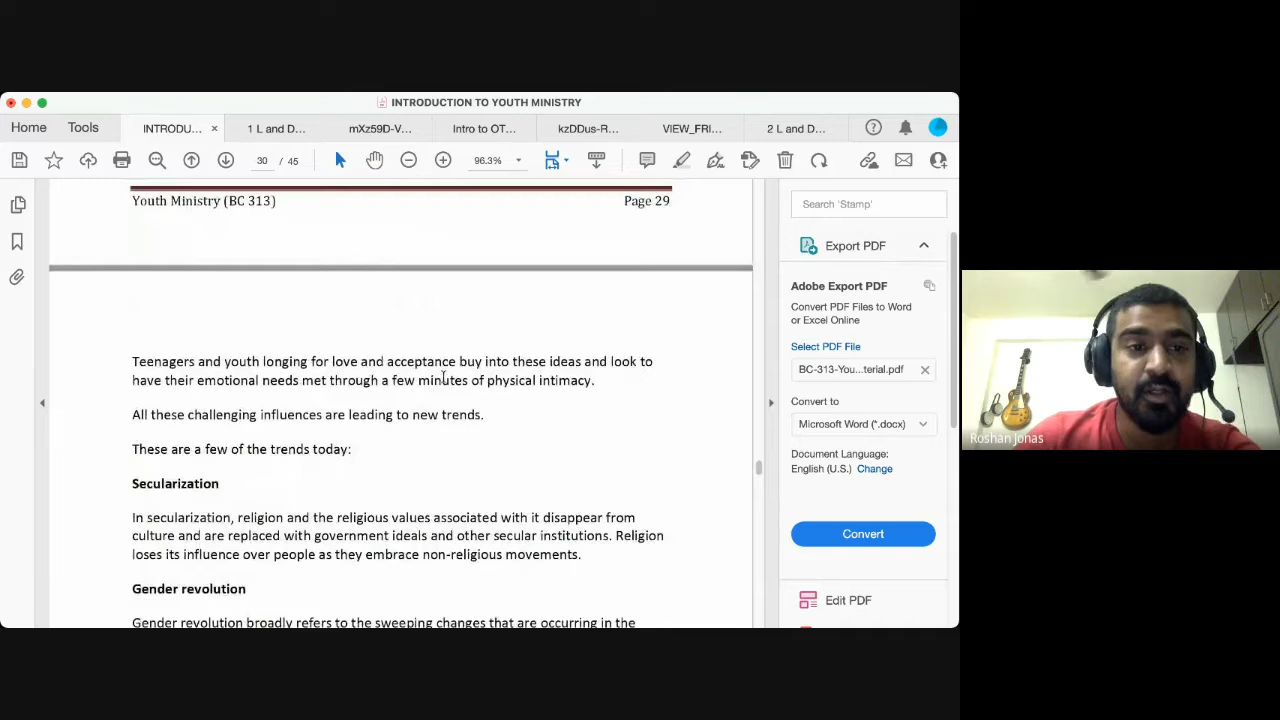 INTRODUCTION TO YOUTH MINISTRY
Home
Tools
INTRODU...
1 L and D...
mXz59D-V...
Intro to OT...
kzDDus-R...
VIEW_FRI...
2 L and D...
30 / 45
96.3%
Youth Ministry (BC 313)
Page 29
Teenagers and youth longing for love and acceptance buy into these ideas and look to
have their emotional needs met through a few minutes of physical intimacy.
All these challenging influences are leading to new trends.
These are a few of the trends today:
Secularization
In secularization, religion and the religious values associated with it disappear from
culture and are replaced with government ideals and other secular institutions. Religion
loses its influence over people as they embrace non-religious movements.
Gender revolution
Gender revolution broadly refers to the sweeping changes that are occurring in the
Search 'Stamp'
Export PDF
Adobe Export PDF
Convert PDF Files to Word
or Excel Online
Select PDF File
BC-313-You...terial.pdf
Convert to
Microsoft Word (*.docx)
Document Language:
English (U.S.) Change
Convert
Edit PDF
Roshan Jonas